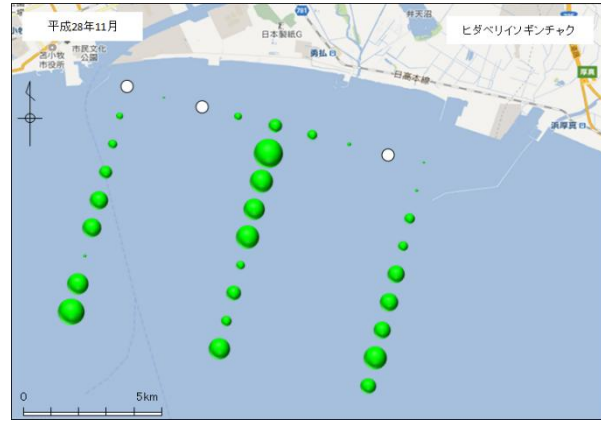 平成28年11月
ヒダベリイソギンチャク
弁天沼
日本製紙G
781
勇払
市民文化
公園
苫小牧
市役所
日高本線
厚真
浜厚真
0 5km